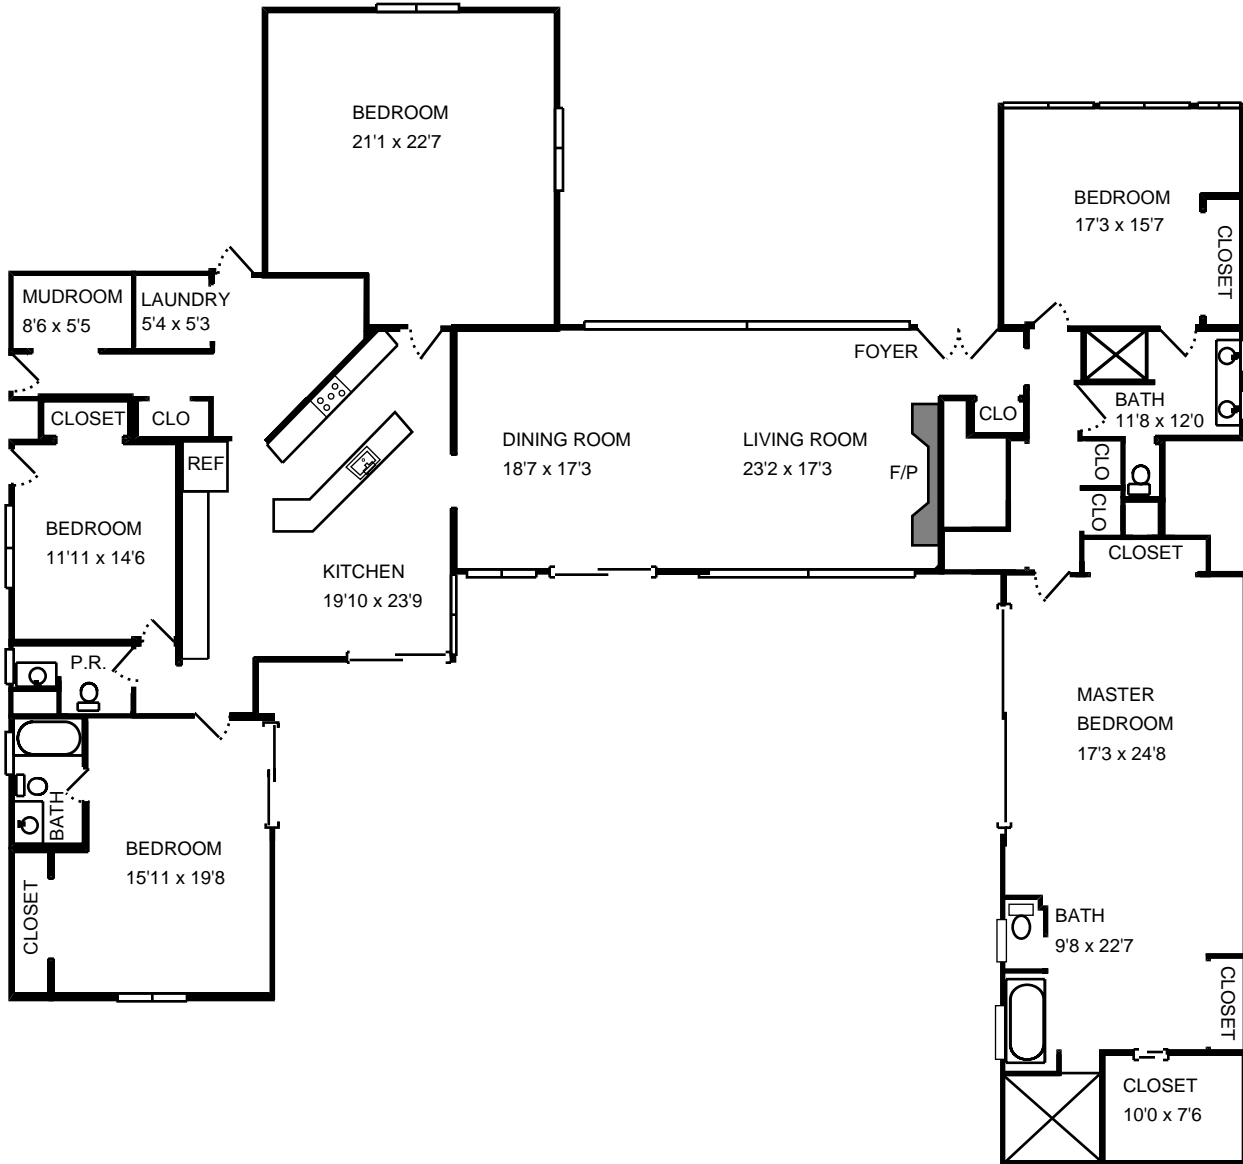 BEDROOM
21'1 x 22'7
BEDROOM
17'3 x 15'7
CLOSET
MUDROOM
8'6 x 5'5
LAUNDRY
5'4 x 5'3
FOYER
CLOSET
CLO
CLO
BATH
11'8 x 12'0
DINING ROOM
18'7 x 17'3
LIVING ROOM
23'2 x 17'3
F/P
REF
CLO
CLO
BEDROOM
11'11 x 14'6
CLOSET
KITCHEN
19'10 x 23'9
P.R.
MASTER
BEDROOM
17'3 x 24'8
BATH
BEDROOM
15'11 x 19'8
CLOSET
BATH
9'8 x 22'7
CLOSET
CLOSET
10'0 x 7'6